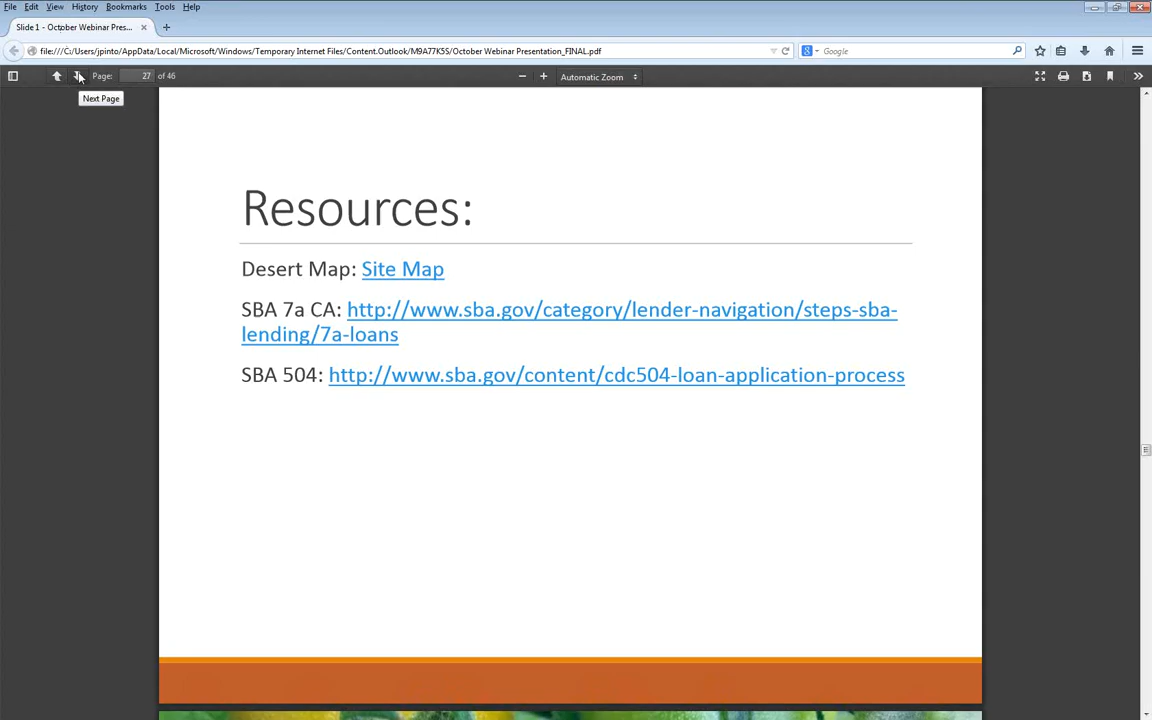 File Edit View History Bookmarks Tools Help
Slide 1 - October Webinar Pres...
file:///C:/Users/jpinto/AppData/Local/Microsoft/Windows/Temporary Internet Files/Content.Outlook/M9A77K5S/October Webinar Presentation_FINAL.pdf
Google
Page: 27 of 46
Automatic Zoom
Next Page
Resources:
Desert Map: Site Map
SBA 7a CA: http://www.sba.gov/category/lender-navigation/steps-sba-
lending/7a-loans
SBA 504: http://www.sba.gov/content/cdc504-loan-application-process